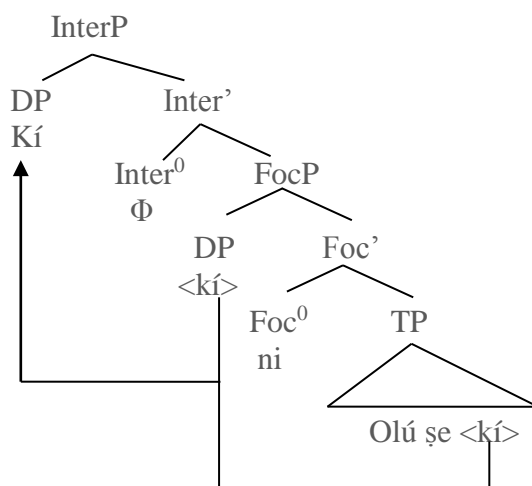 InterP
DP Inter’
Kí
Inter⁰ FocP
Φ
DP Foc’
<kí>
Foc⁰ TP
ni
Olú ṣe <kí>